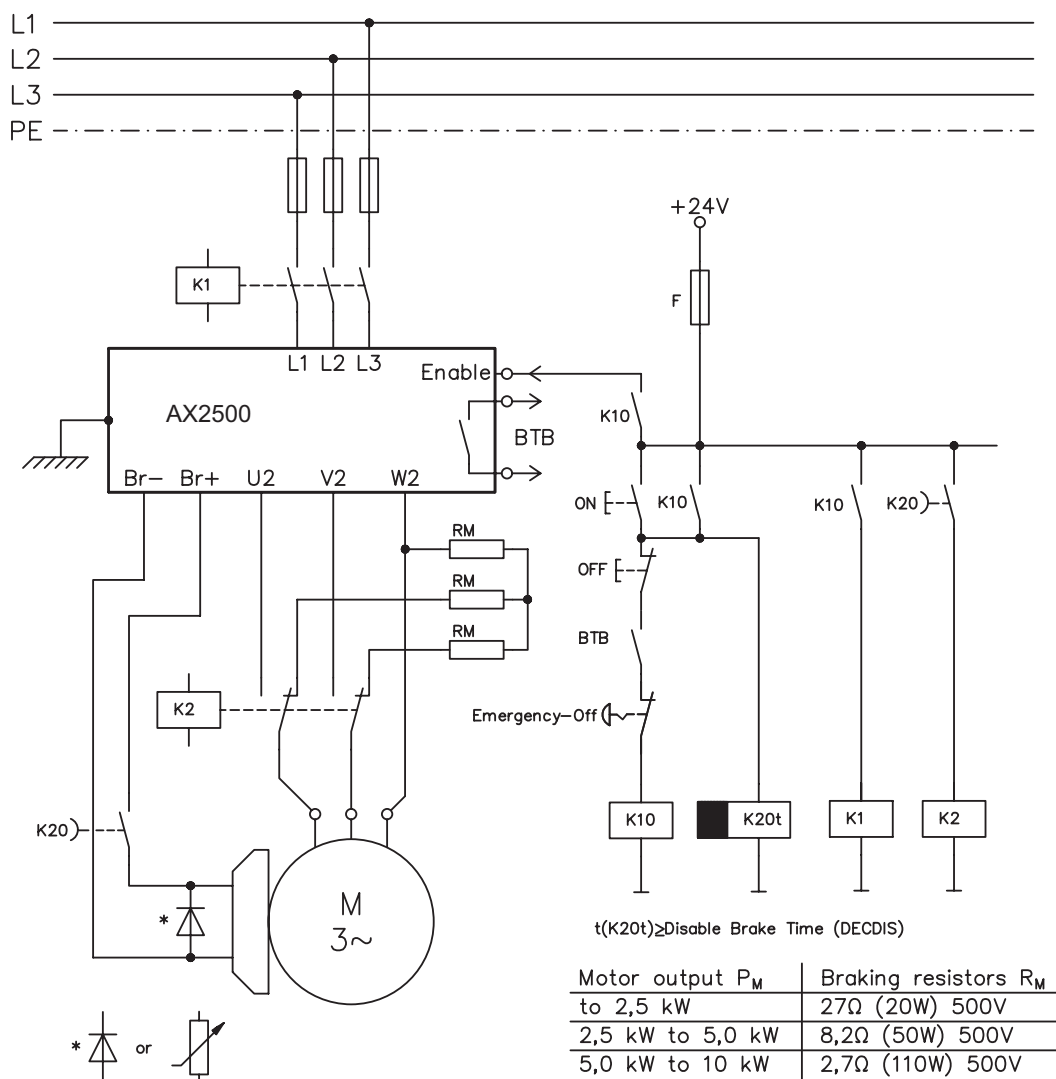 L1
L2
L3
PE
+24V
F
K1
L1 L2 L3
Enable
AX2500
K10
BTB
Br− Br+ U2 V2 W2
ON
K10
K10
K20
RM
OFF
RM
RM
BTB
K2
Emergency−Off
K20
K10
K20t
K1
K2
M
3~
*
t(K20t)≥Disable Brake Time (DECDIS)
Motor output PM Braking resistors RM
to 2,5 kW 27Ω (20W) 500V
2,5 kW to 5,0 kW 8,2Ω (50W) 500V
5,0 kW to 10 kW 2,7Ω (110W) 500V
* or